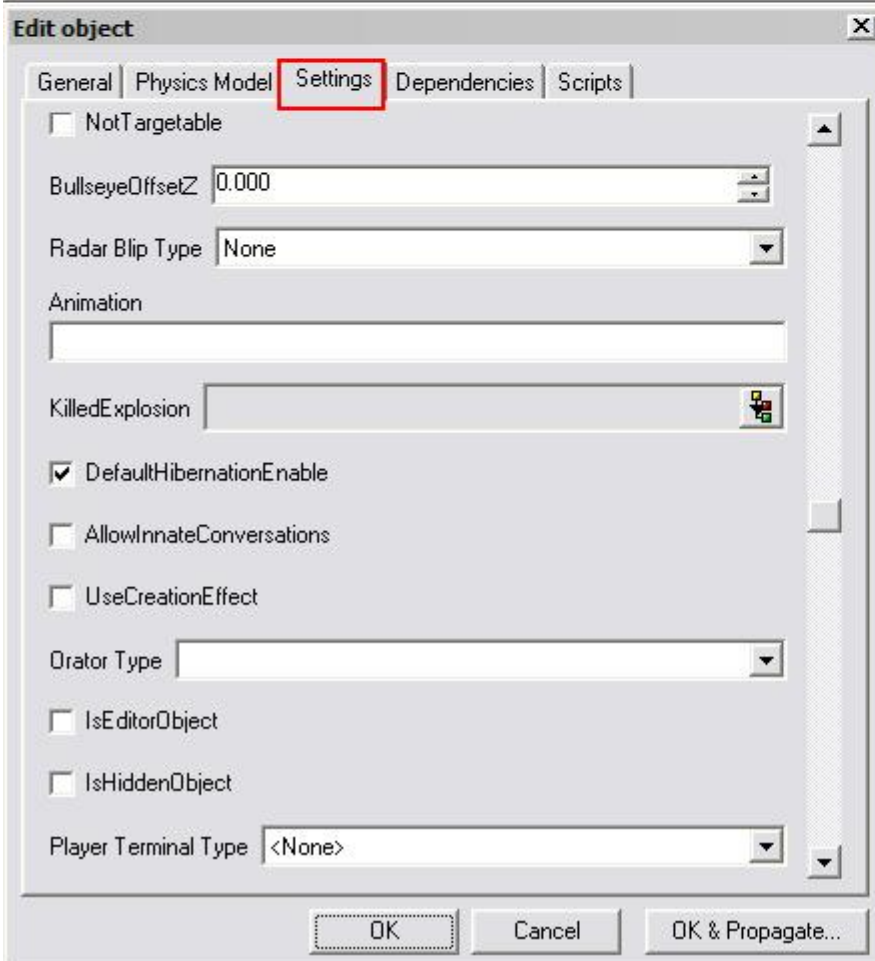 Edit object
General Physics Model Settings Dependencies Scripts
NotTargetable
BullseyeOffsetZ 0.000
Radar Blip Type None
Animation
KilledExplosion
DefaultHibernationEnable
AllowInnateConversations
UseCreationEffect
Orator Type
IsEditorObject
IsHiddenObject
Player Terminal Type <None>
OK Cancel OK & Propagate...